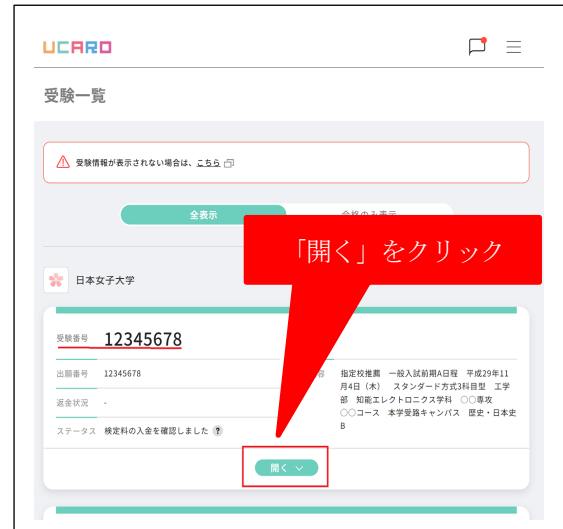 UCARO
受験一覧
受験情報が表示されない場合は、こちら
全表示
合格のみ表示
「開く」をクリック
日本女子大学
受験番号 12345678
出願番号 12345678
返金状況 -
ステータス 検定料の入金を確認しました ?
指定校推薦 一般入試前期A日程 平成29年11
月4日（木） スタンダード方式3科目型 工学
部 知能エレクトロニクス学科 〇〇専攻
〇〇コース 本学受路キャンパス 歴史・日本史
B
開く